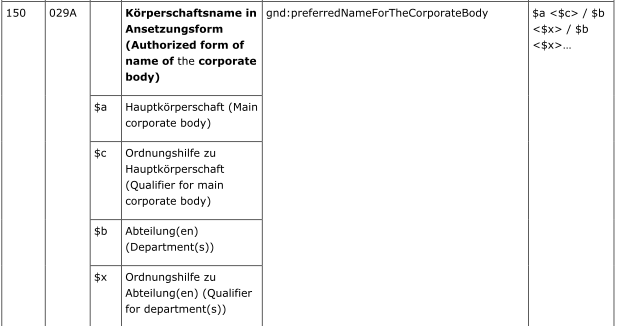 150 029A Körperschaftsname in gnd:preferredNameForTheCorporateBody $a <$c> / $b
Ansetzungsform <$x> / $b
(Authorized form of <$x>…
name of the corporate
body)
$a Hauptkörperschaft (Main
corporate body)
$c Ordnungshilfe zu
Hauptkörperschaft
(Qualifier for main
corporate body)
$b Abteilung(en)
(Department(s))
$x Ordnungshilfe zu
Abteilung(en) (Qualifier
for department(s))